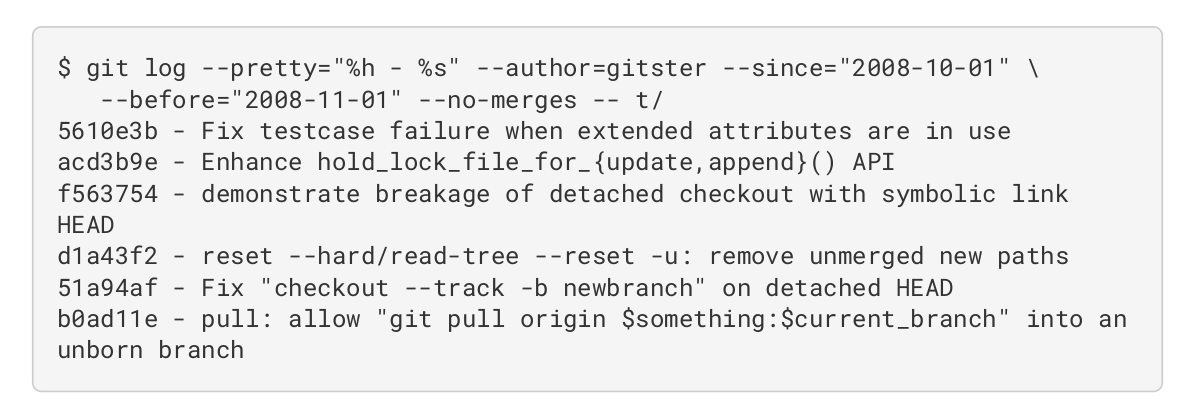 $ git log --pretty="%h - %s" --author=gitster --since="2008-10-01" \
   --before="2008-11-01" --no-merges -- t/
5610e3b - Fix testcase failure when extended attributes are in use
acd3b9e - Enhance hold_lock_file_for_{update,append}() API
f563754 - demonstrate breakage of detached checkout with symbolic link
HEAD
d1a43f2 - reset --hard/read-tree --reset -u: remove unmerged new paths
51a94af - Fix "checkout --track -b newbranch" on detached HEAD
b0ad11e - pull: allow "git pull origin $something:$current_branch" into an
unborn branch